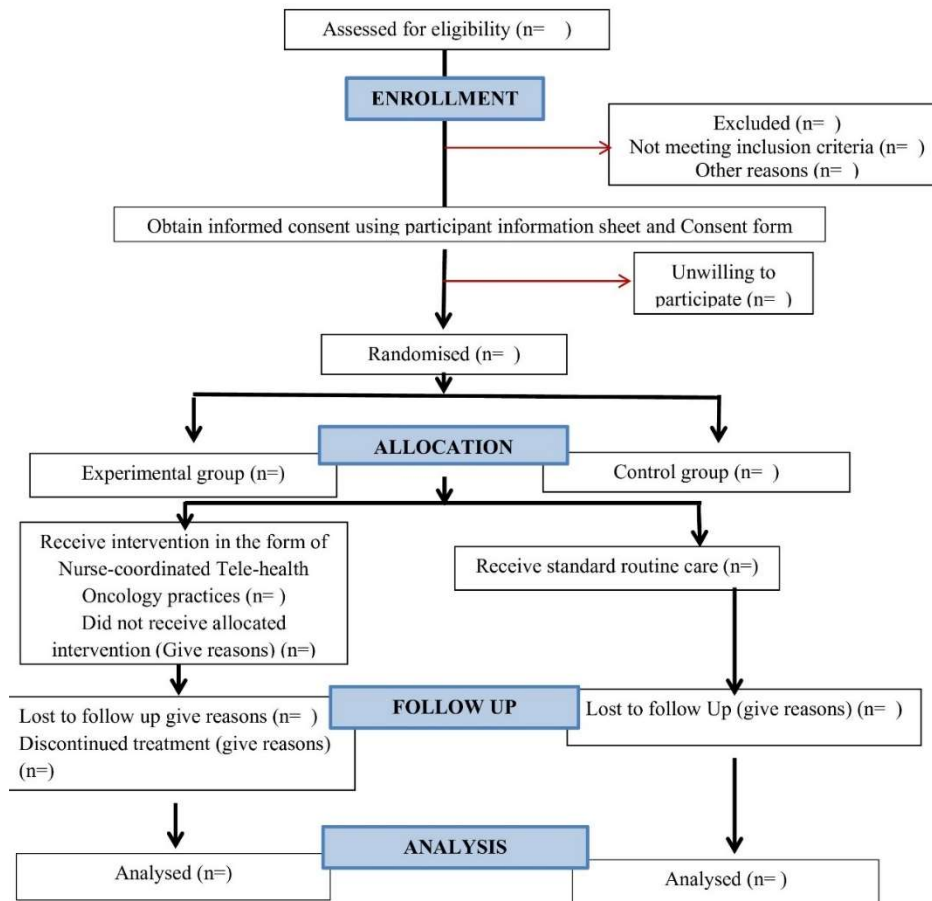 Assessed for eligibility (n=   )
ENROLLMENT
Excluded (n=  )
Not meeting inclusion criteria (n=  )
Other reasons (n=  )
Obtain informed consent using participant information sheet and Consent form
Unwilling to
participate (n=  )
Randomised (n=  )
ALLOCATION
Experimental group (n=)
Control group (n=  )
Receive intervention in the form of
Nurse-coordinated Tele-health
Oncology practices (n= )
Did not receive allocated
intervention (Give reasons) (n=)
Receive standard routine care (n=)
FOLLOW UP
Lost to follow up give reasons (n=  )
Discontinued treatment (give reasons)
(n=)
Lost to follow Up (give reasons) (n=  )
ANALYSIS
Analysed (n=)
Analysed (n= )